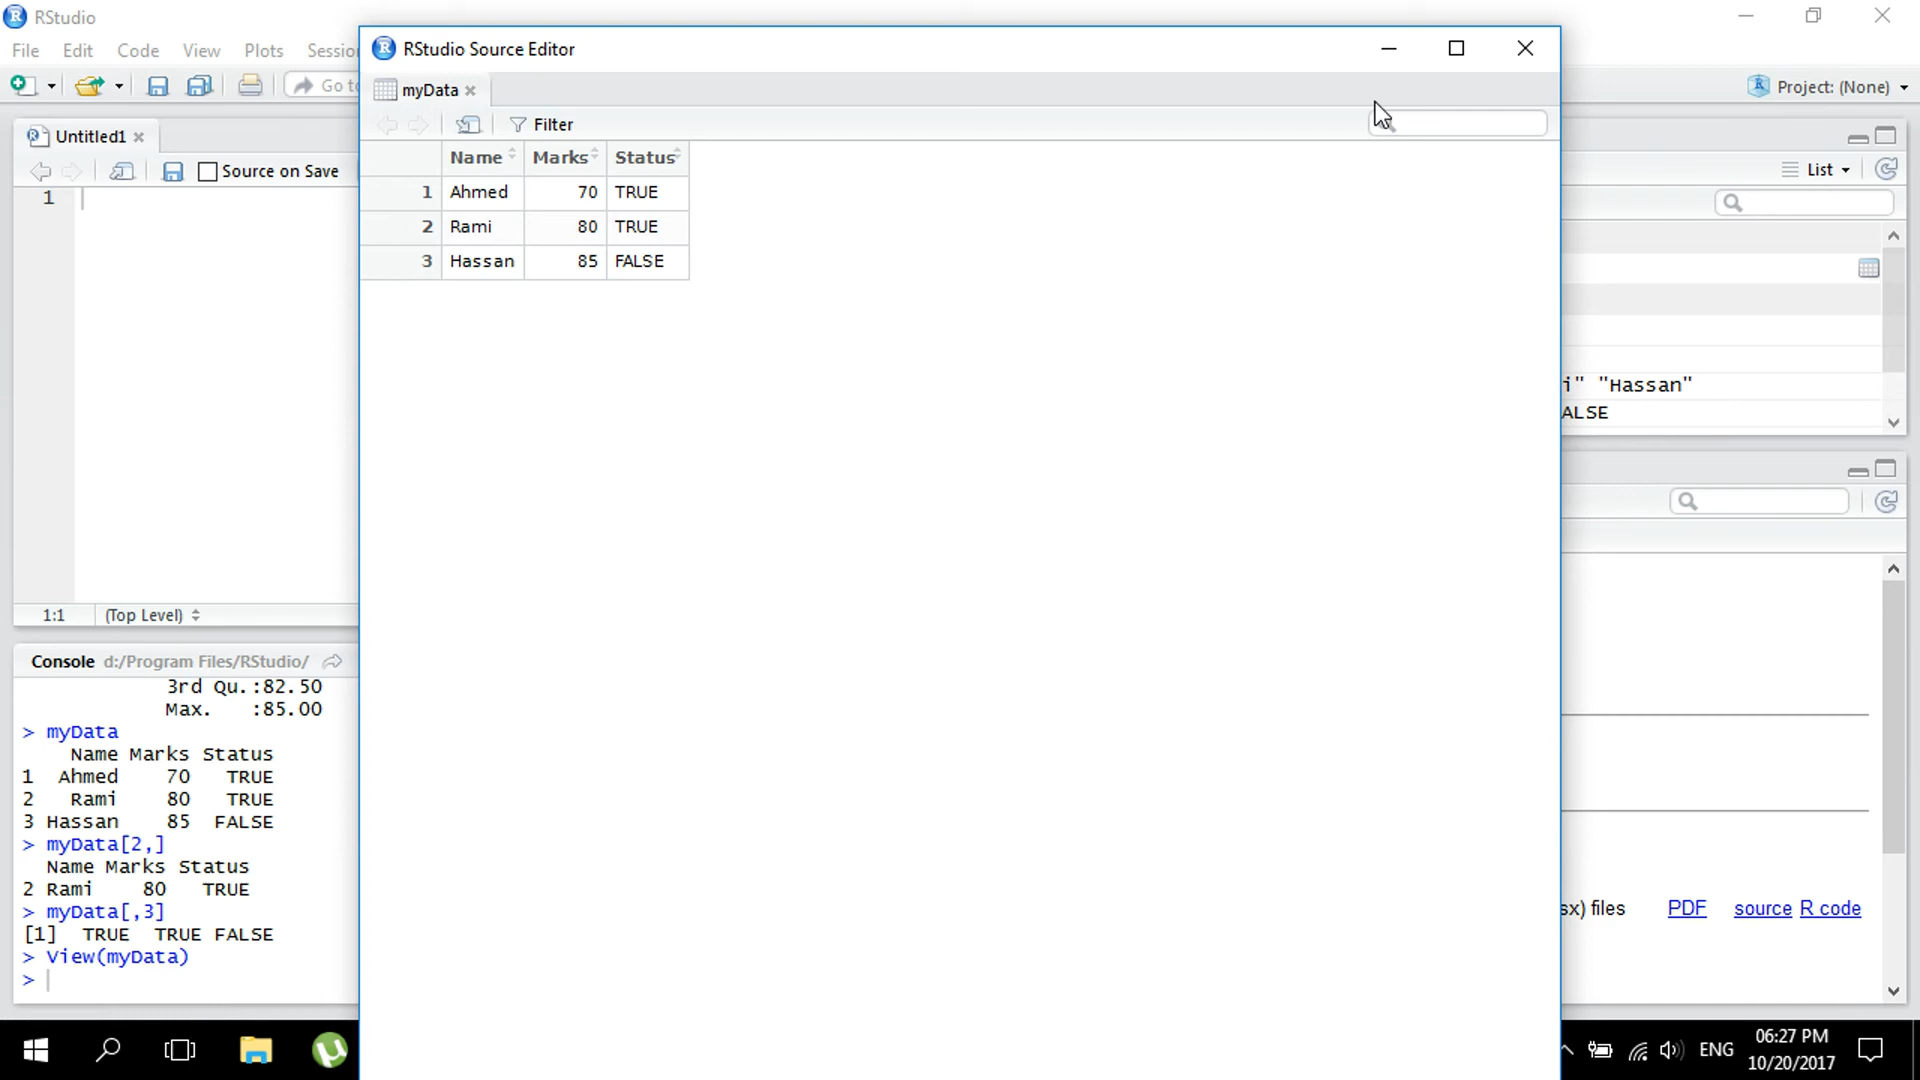 RStudio
File Edit Code View Plots Sessio
Go to
Project: (None)
Untitled1
Source on Save
1
1:1 (Top Level)
Console d:/Program Files/RStudio/
3rd Qu.:82.50
Max. :85.00
> myData
Name Marks Status
1 Ahmed 70 TRUE
2 Rami 80 TRUE
3 Hassan 85 FALSE
> myData[2,]
Name Marks Status
2 Rami 80 TRUE
> myData[,3]
[1] TRUE TRUE FALSE
> View(myData)
>
RStudio Source Editor
myData
Filter
Name Marks Status
1 Ahmed 70 TRUE
2 Rami 80 TRUE
3 Hassan 85 FALSE
List
i" "Hassan"
ALSE
sx) files PDF source R code
ENG
06:27 PM
10/20/2017